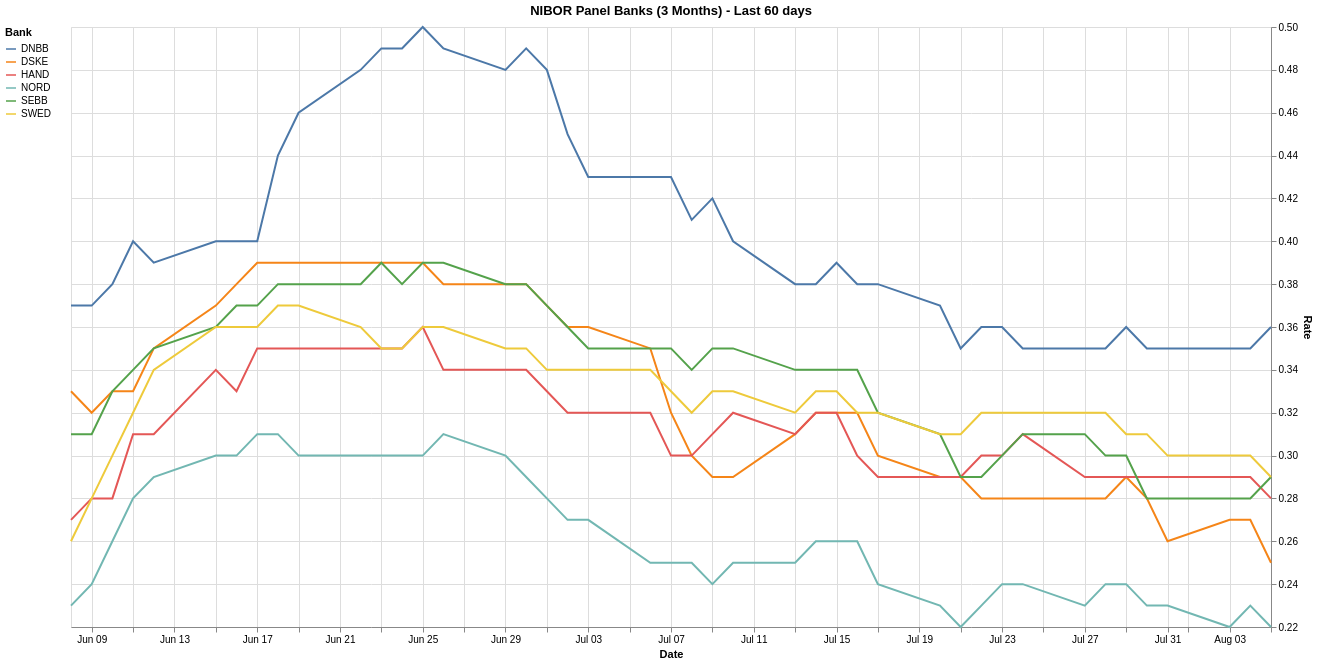 NIBOR Panel Banks (3 Months) - Last 60 days
Bank
DNBB
DSKE
HAND
NORD
SEBB
SWED
0.50
0.48
0.46
0.44
0.42
0.40
0.38
0.36
0.34
0.32
0.30
0.28
0.26
0.24
0.22
Rate
Jun 09 Jun 13 Jun 17 Jun 21 Jun 25 Jun 29 Jul 03 Jul 07 Jul 11 Jul 15 Jul 19 Jul 23 Jul 27 Jul 31 Aug 03
Date